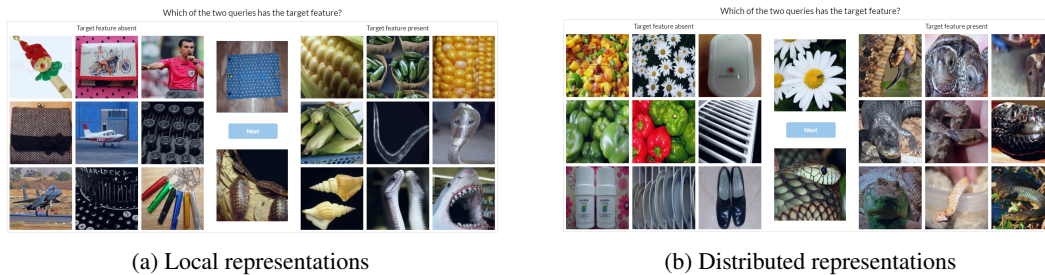 Which of the two queries has the target feature?
Target feature absent
Target feature present
Next
(a) Local representations
Which of the two queries has the target feature?
Target feature absent
Target feature present
Next
(b) Distributed representations